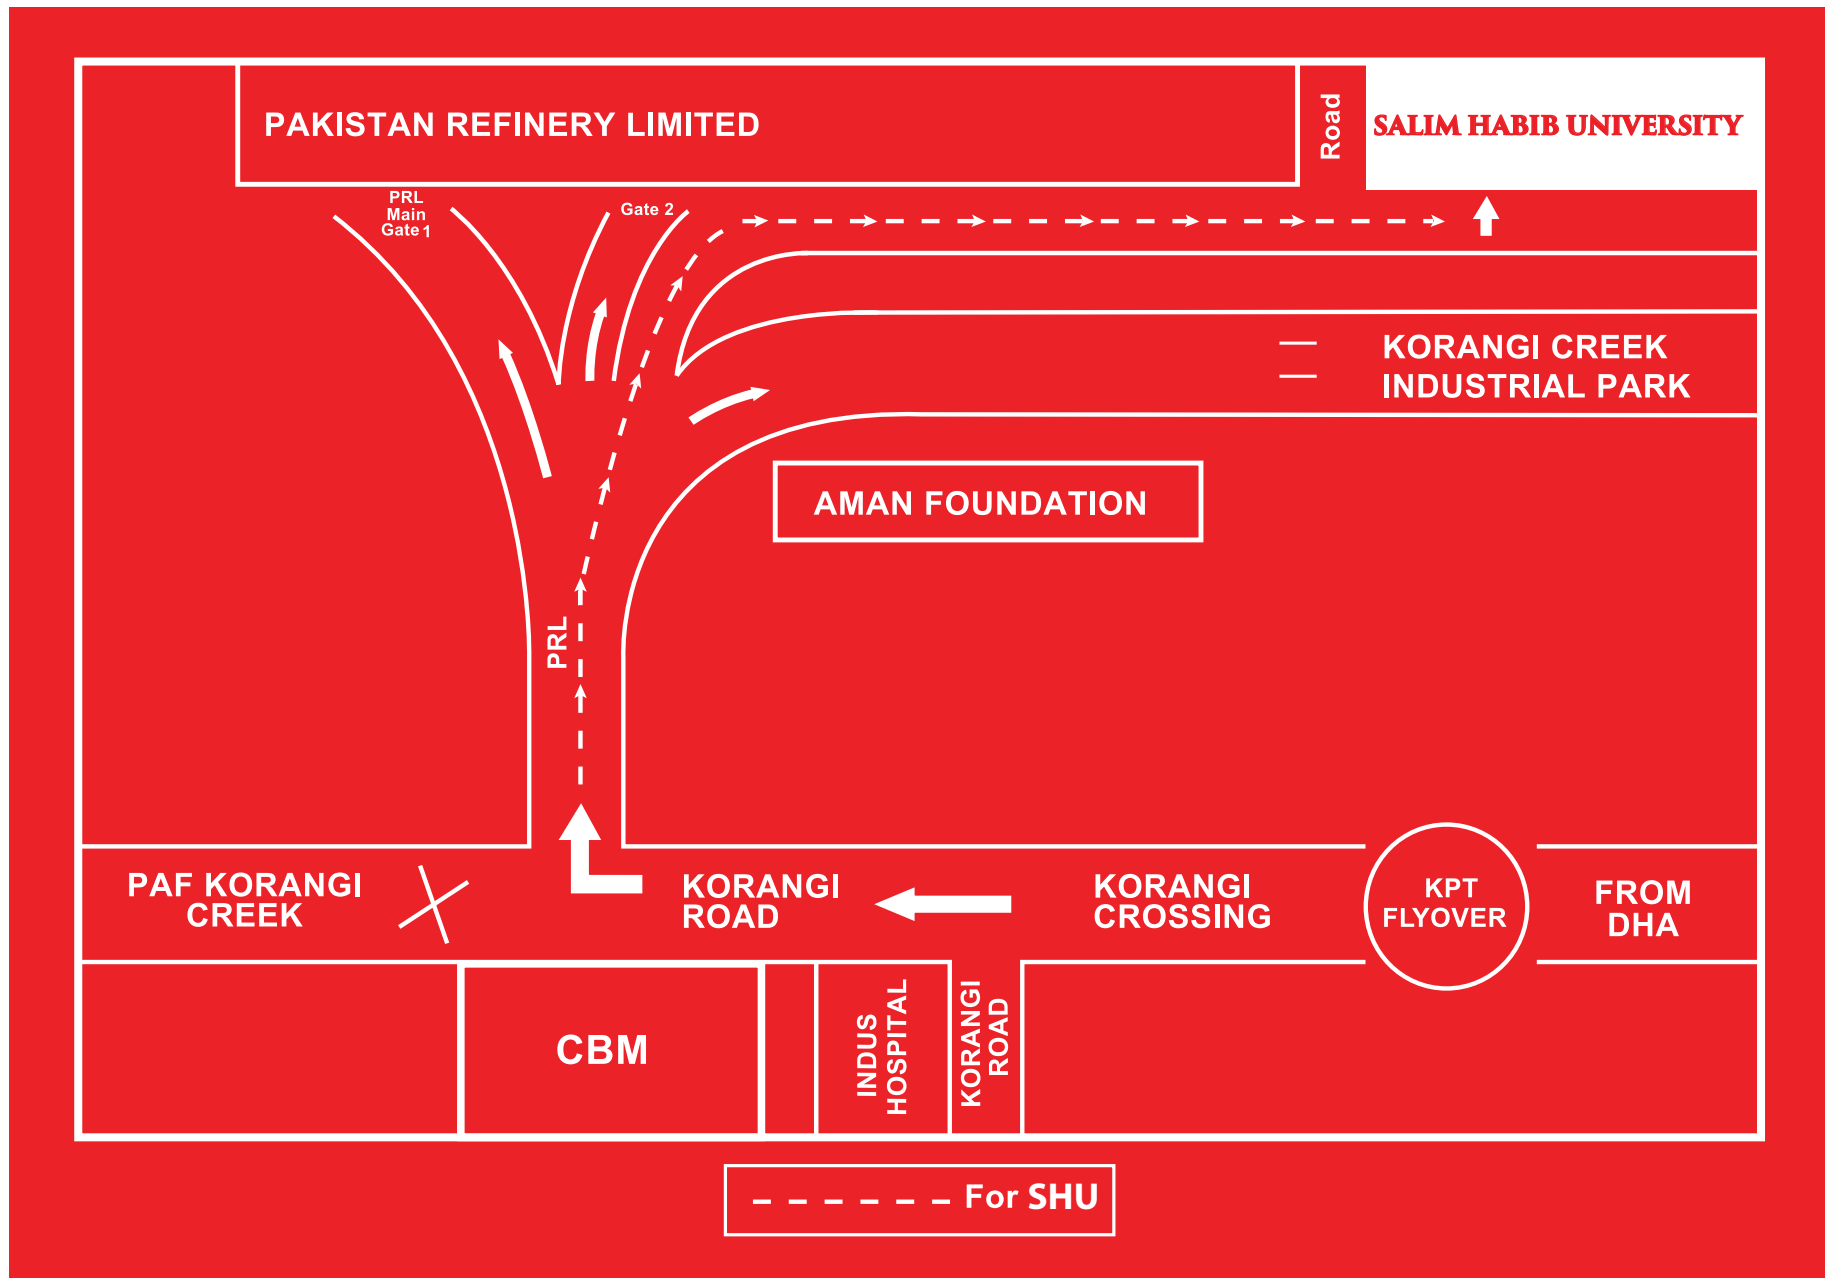 PAKISTAN REFINERY LIMITED
Road
SALIM HABIB UNIVERSITY
PRL
Main
Gate 1
Gate 2
KORANGI CREEK
INDUSTRIAL PARK
AMAN FOUNDATION
PRL
PAF KORANGI
CREEK
KORANGI
ROAD
KORANGI
CROSSING
KPT
FLYOVER
FROM
DHA
CBM
INDUS
HOSPITAL
KORANGI
ROAD
For SHU